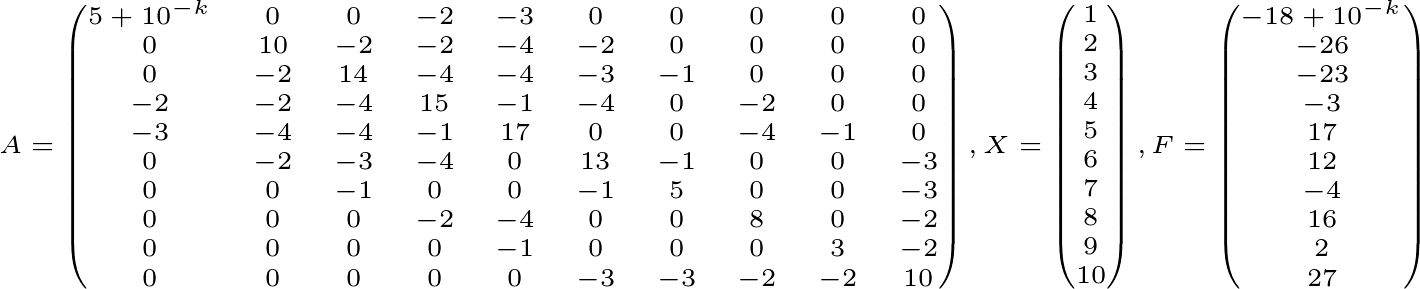 5 + 10⁻ᵏ 0 0 −2 −3 0 0 0 0 0 1 −18 + 10⁻ᵏ
0 10 −2 −2 −4 −2 0 0 0 0 2 −26
0 −2 14 −4 −4 −3 −1 0 0 0 3 −23
−2 −2 −4 15 −1 −4 0 −2 0 0 4 −3
A = −3 −4 −4 −1 17 0 0 −4 −1 0 , X = 5 , F = 17
0 −2 −3 −4 0 13 −1 0 0 −3 6 12
0 0 −1 0 0 −1 5 0 0 −3 7 −4
0 0 0 −2 −4 0 0 8 0 −2 8 16
0 0 0 0 −1 0 0 0 3 −2 9 2
0 0 0 0 0 −3 −3 −2 −2 10 10 27